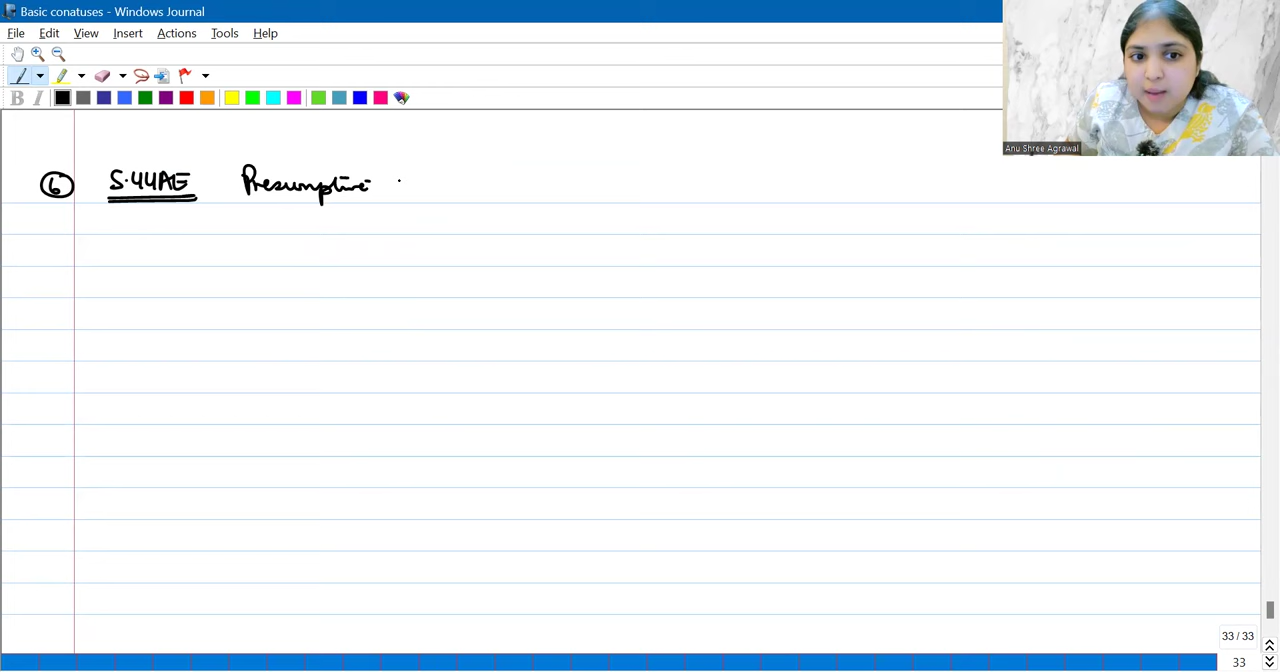 Basic conatuses - Windows Journal
File Edit View Insert Actions Tools Help
B I
Anu Shree Agrawal
6 S.44AE Presumptive
33 / 33
33